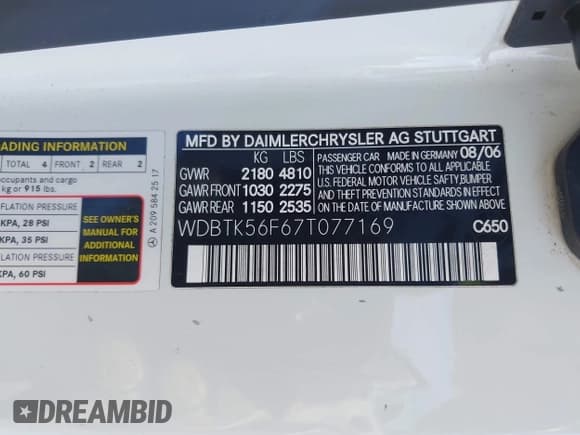 OADING INFORMATION
TOTAL 4 FRONT 2 REAR 2
occupants and cargo
kg or 915 lbs.
FLATION PRESSURE
KPA, 28 PSI
KPA, 35 PSI
FLATION PRESSURE
KPA, 60 PSI
SEE OWNER'S
MANUAL FOR
ADDITIONAL
INFORMATION
A 209 584 25 17
MFD BY DAIMLERCHRYSLER AG STUTTGART
KG LBS PASSENGER CAR MADE IN GERMANY 08/06
GVWR 2180 4810
GAWR FRONT 1030 2275
GAWR REAR 1150 2535
THIS VEHICLE CONFORMS TO ALL APPLICABLE
U.S. FEDERAL MOTOR VEHICLE SAFETY,BUMPER
AND THEFT PREVENTION STANDARDS IN EFFECT
ON THE DATE OF MANUFACTURE SHOWN ABOVE.
WDBTK56F67T077169 C650
DREAMBID